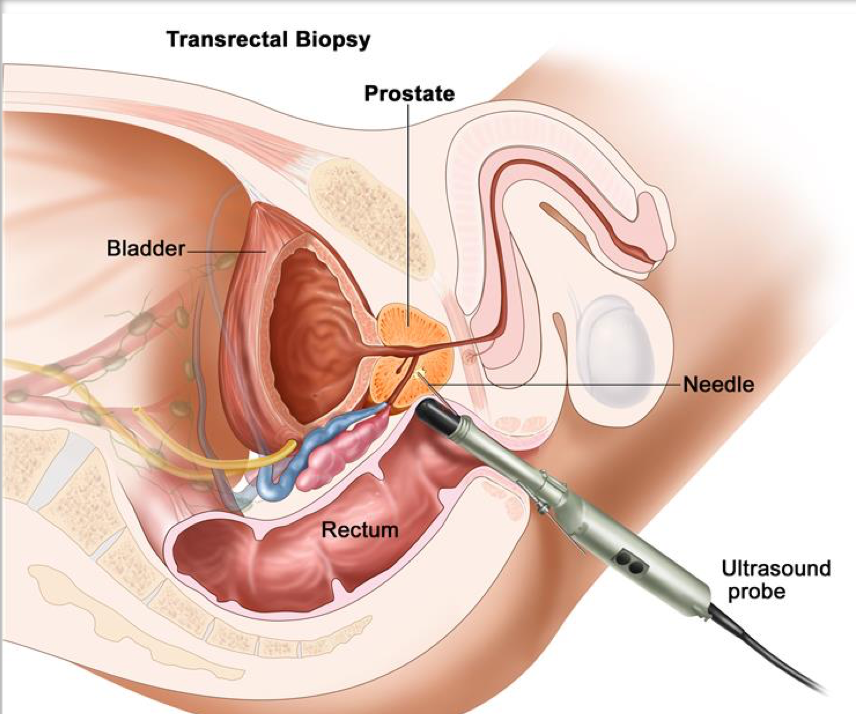 Transrectal Biopsy
Prostate
Bladder
Needle
Rectum
Ultrasound
probe